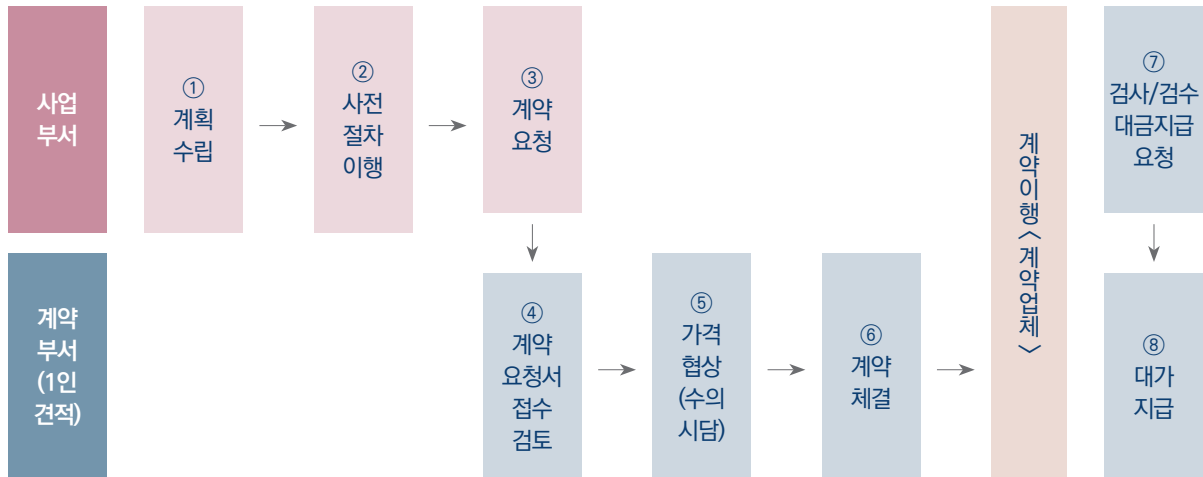 사업
부서
①
계획
수립
②
사전
절차
이행
③
계약
요청
계약
부서
(1인
견적)
④
계약
요청서
접수
검토
⑤
가격
협상
(수의
시담)
⑥
계약
체결
계약이행〈계약업체〉
⑦
검사/검수
대금지급
요청
⑧
대가
지급